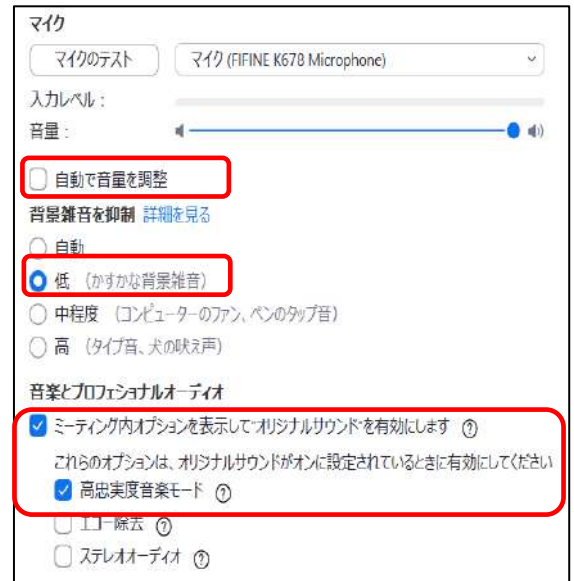 マイク
マイクのテスト マイク (FIFINE K678 Microphone)
入力レベル：
音量：
自動で音量を調整
背景雑音を抑制 詳細を見る
自動
低 （かすかな背景雑音）
中程度 （コンピューターのファン、ペンのタップ音）
高 （タイプ音、犬の吠え声）
音楽とプロフェショナルオーディオ
ミーティング内オプションを表示して"オリジナルサウンド"を有効にします ?
これらのオプションは、オリジナルサウンドがオンに設定されているときに有効にしてください
高忠実度音楽モード ?
エコー除去 ?
ステレオオーディオ ?